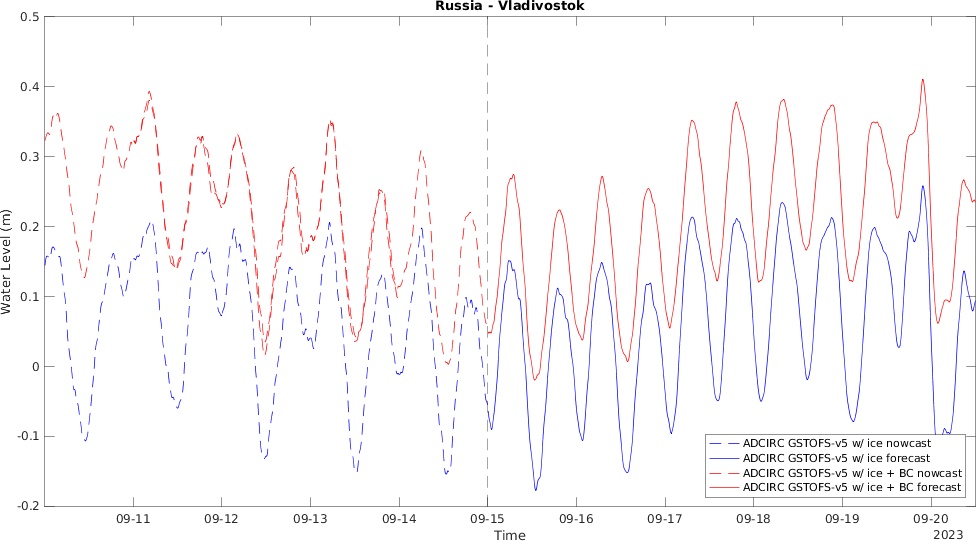 Russia - Vladivostok
0.5
0.4
0.3
0.2
0.1
0
-0.1
-0.2
Water Level (m)
ADCIRC GSTOFS-v5 w/ ice nowcast
ADCIRC GSTOFS-v5 w/ ice forecast
ADCIRC GSTOFS-v5 w/ ice + BC nowcast
ADCIRC GSTOFS-v5 w/ ice + BC forecast
09-11 09-12 09-13 09-14 09-15 09-16 09-17 09-18 09-19 09-20
Time
2023